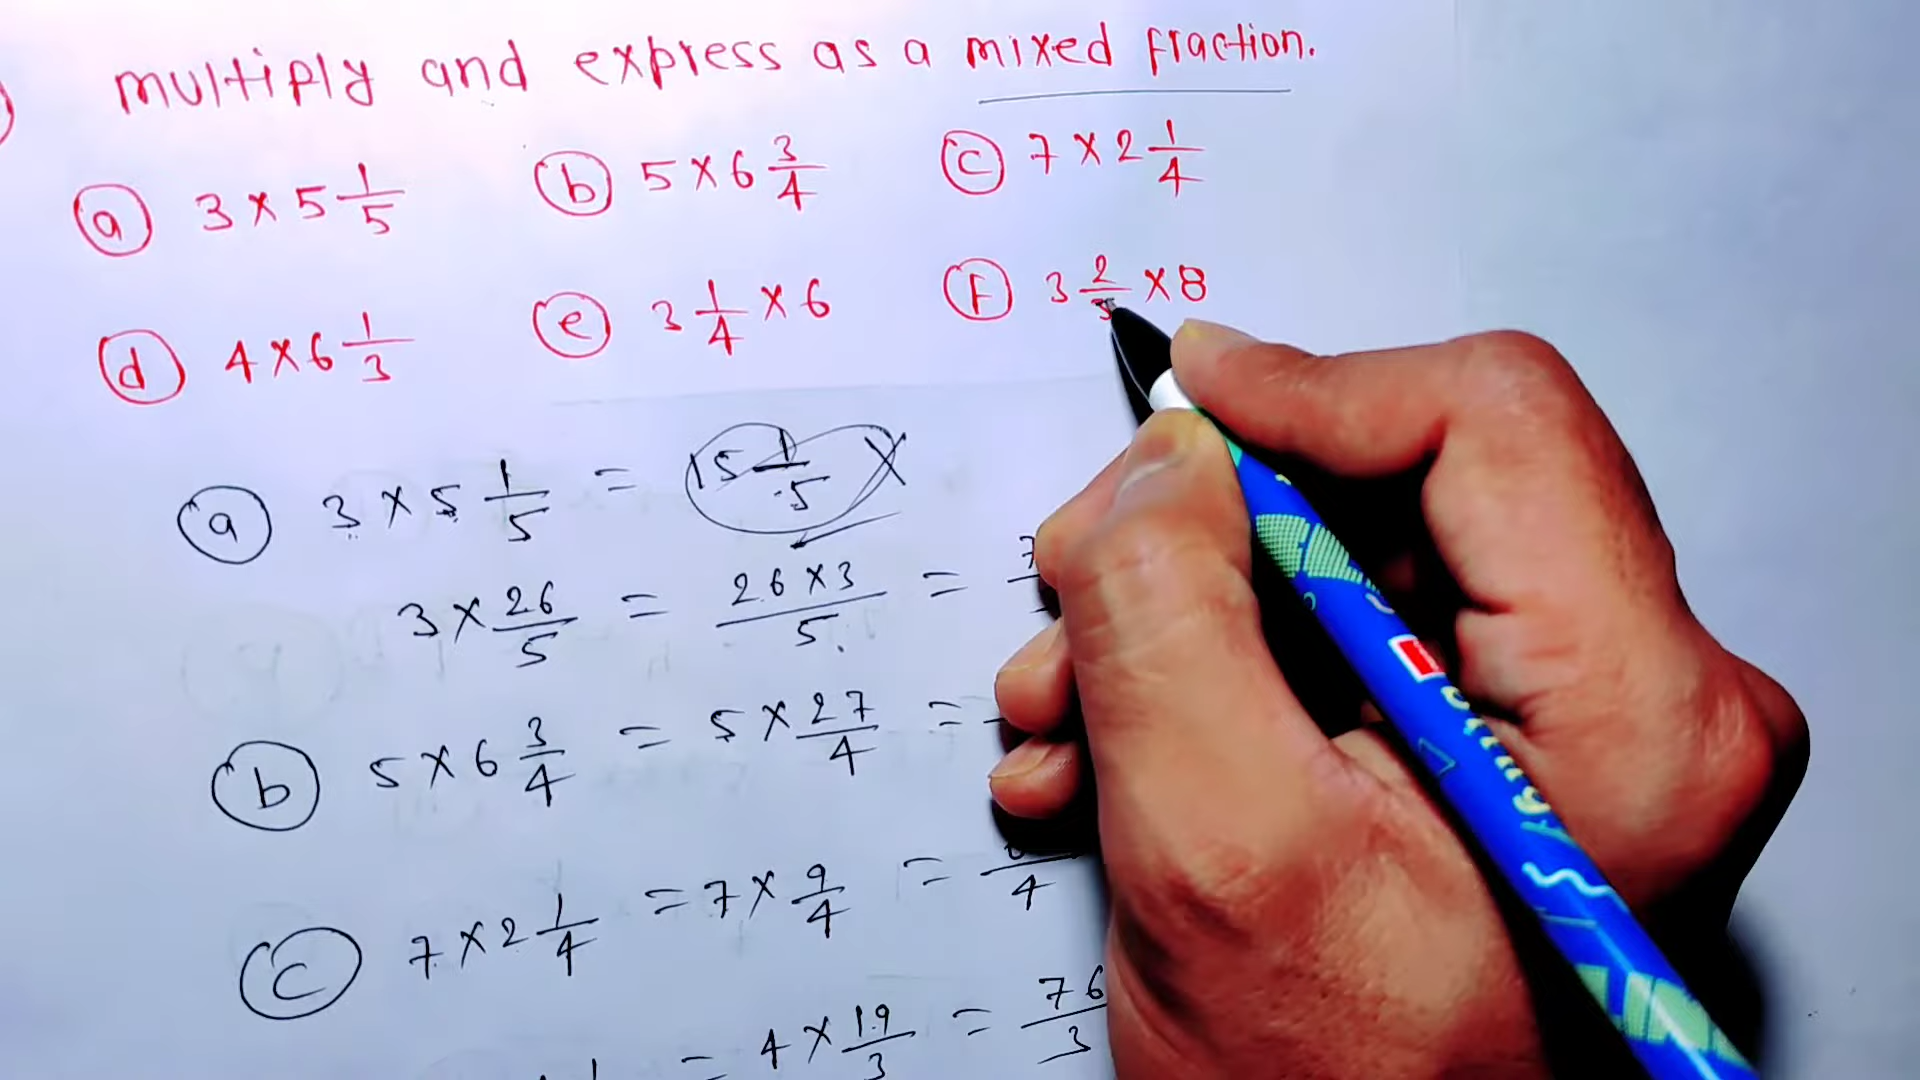 multiply and express as a mixed fraction.
(a) 3 × 5 1/5 (b) 5 × 6 3/4 (c) 7 × 2 1/4
(d) 4 × 6 1/3 (e) 3 1/4 × 6 (F) 3 2/5 × 8
(a) 3 × 5 1/5 = 15 1/5 X
3 × 26/5 = 26 × 3/5 = 7
(b) 5 × 6 3/4 = 5 × 27/4 =
(c) 7 × 2 1/4 = 7 × 9/4 = /4
= 4 × 19/3 = 76/3